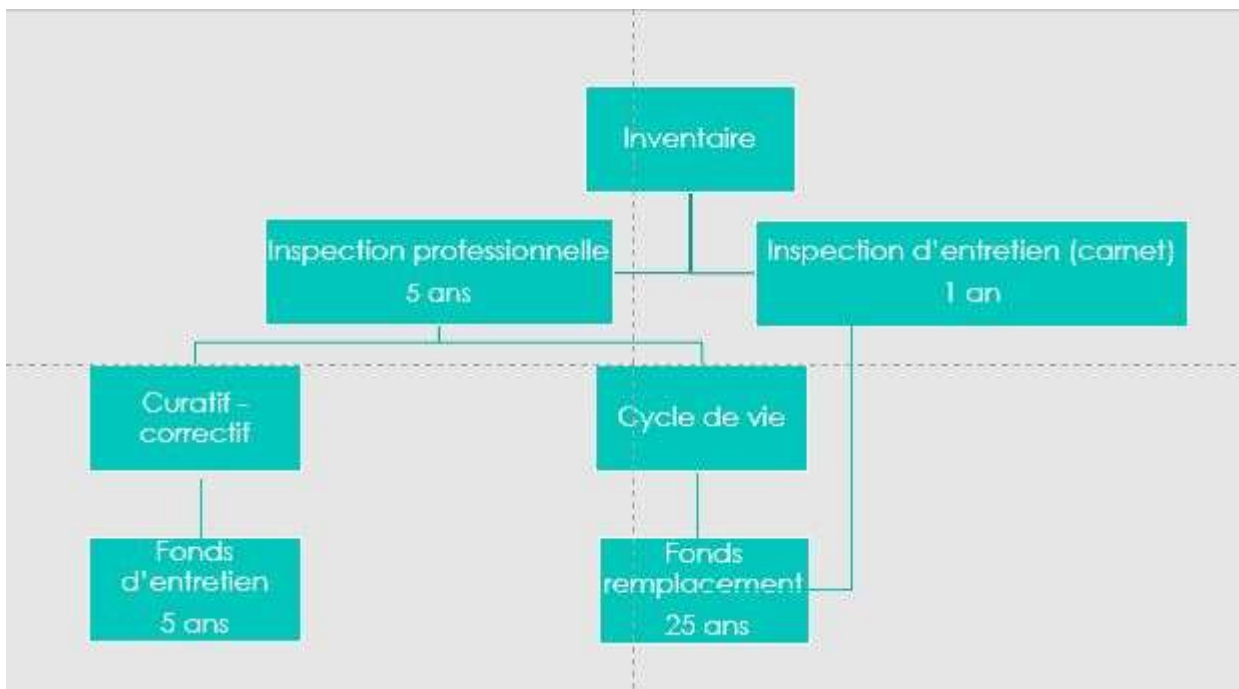 Inventaire
Inspection professionnelle
5 ans
Inspection d'entretien (carnet)
1 an
Curatif -
correctif
Cycle de vie
Fonds
d'entretien
5 ans
Fonds
remplacement
25 ans